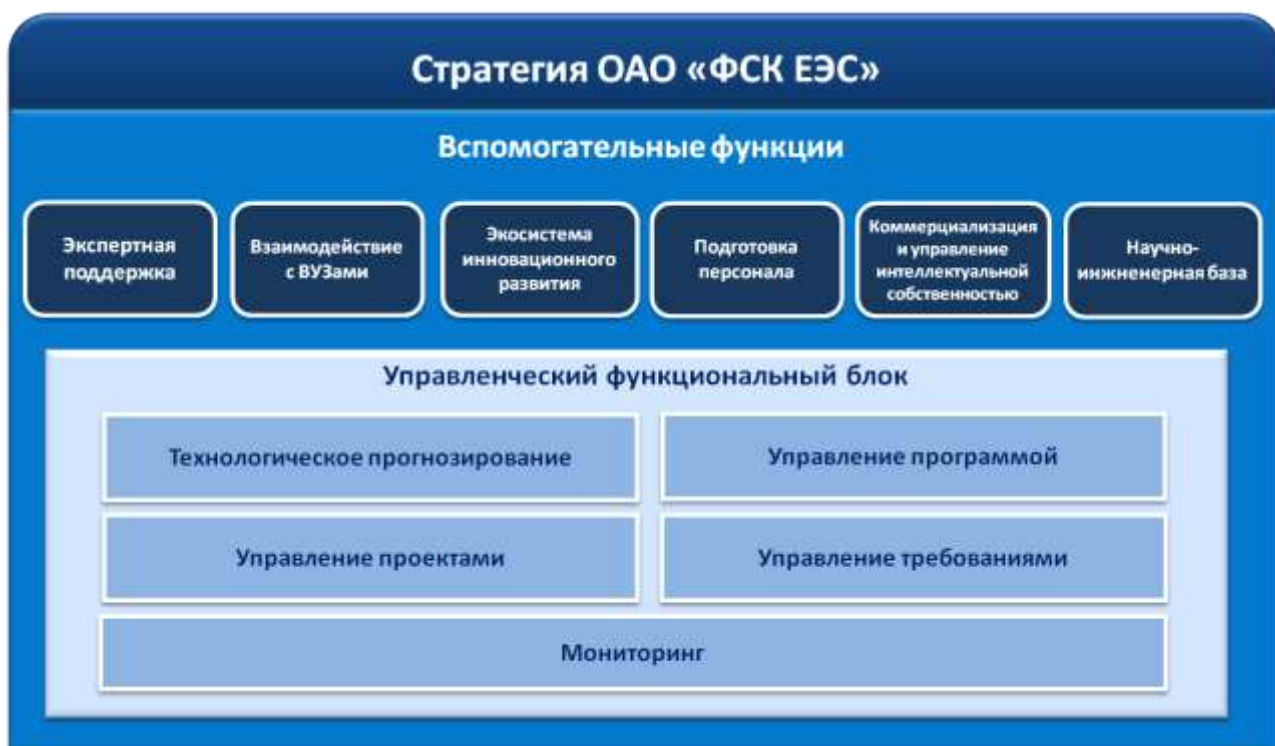 Стратегия ОАО «ФСК ЕЭС»
Вспомогательные функции
Экспертная
поддержка
Взаимодействие
с ВУЗами
Экосистема
инновационного
развития
Подготовка
персонала
Коммерциализация
и управление
интеллектуальной
собственностью
Научно-
инжненерная база
Управленческий функциональный блок
Технологическое прогнозирование
Управление программой
Управление проектами
Управление требованиями
Мониторинг